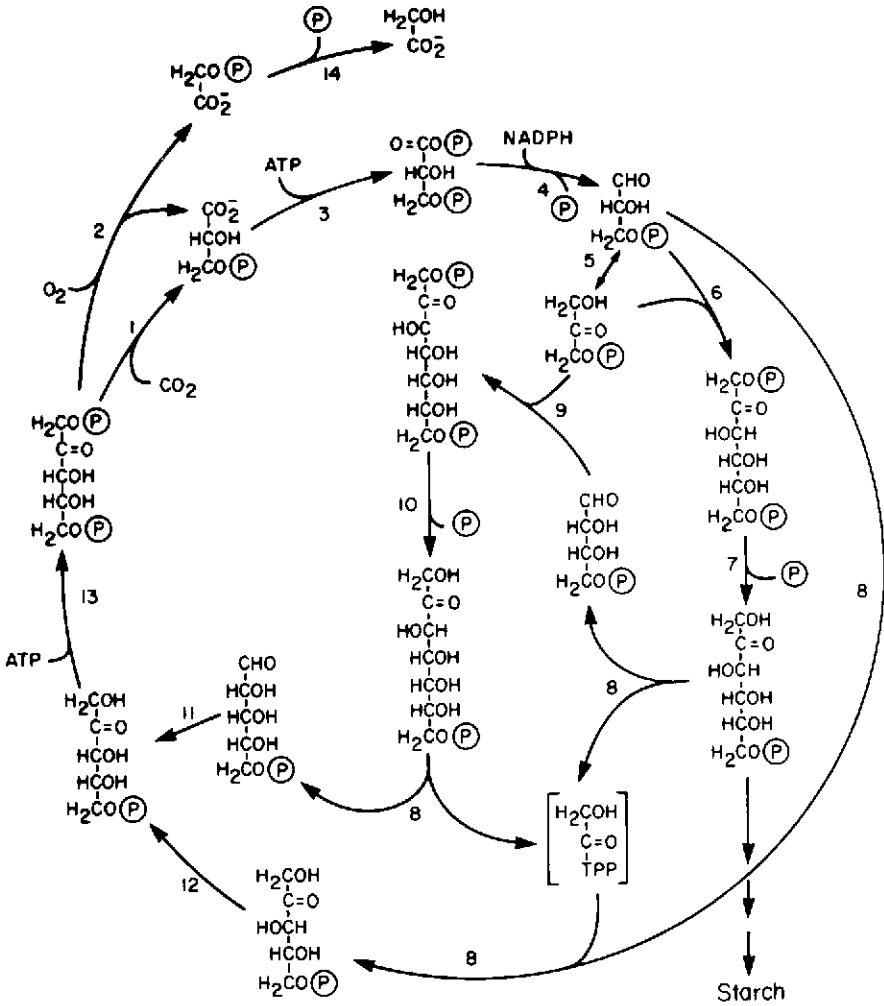 H₂COH
CO₂⁻
Ⓟ
14
H₂COⓅ
CO₂⁻
O=COⓅ
HCOH
H₂COⓅ
NADPH
4
Ⓟ
ATP
3
CHO
HCOH
H₂COⓅ
2
CO₂⁻
HCOH
H₂COⓅ
O₂
1
CO₂
5
6
H₂COⓅ
C=O
HOCH
HCOH
HCOH
HCOH
H₂COⓅ
H₂COH
C=O
H₂COⓅ
9
H₂COⓅ
C=O
HOCH
HCOH
HCOH
H₂COⓅ
H₂COⓅ
C=O
HCOH
HCOH
H₂COⓅ
10
Ⓟ
CHO
HCOH
HCOH
H₂COⓅ
7
Ⓟ
8
13
ATP
H₂COH
C=O
HOCH
HCOH
HCOH
HCOH
H₂COⓅ
H₂COH
C=O
HOCH
HCOH
HCOH
H₂COⓅ
8
H₂COH
C=O
HCOH
HCOH
H₂COⓅ
11
CHO
HCOH
HCOH
HCOH
H₂COⓅ
8
H₂COH
C=O
TPP
12
H₂COH
C=O
HOCH
HCOH
H₂COⓅ
8
Starch